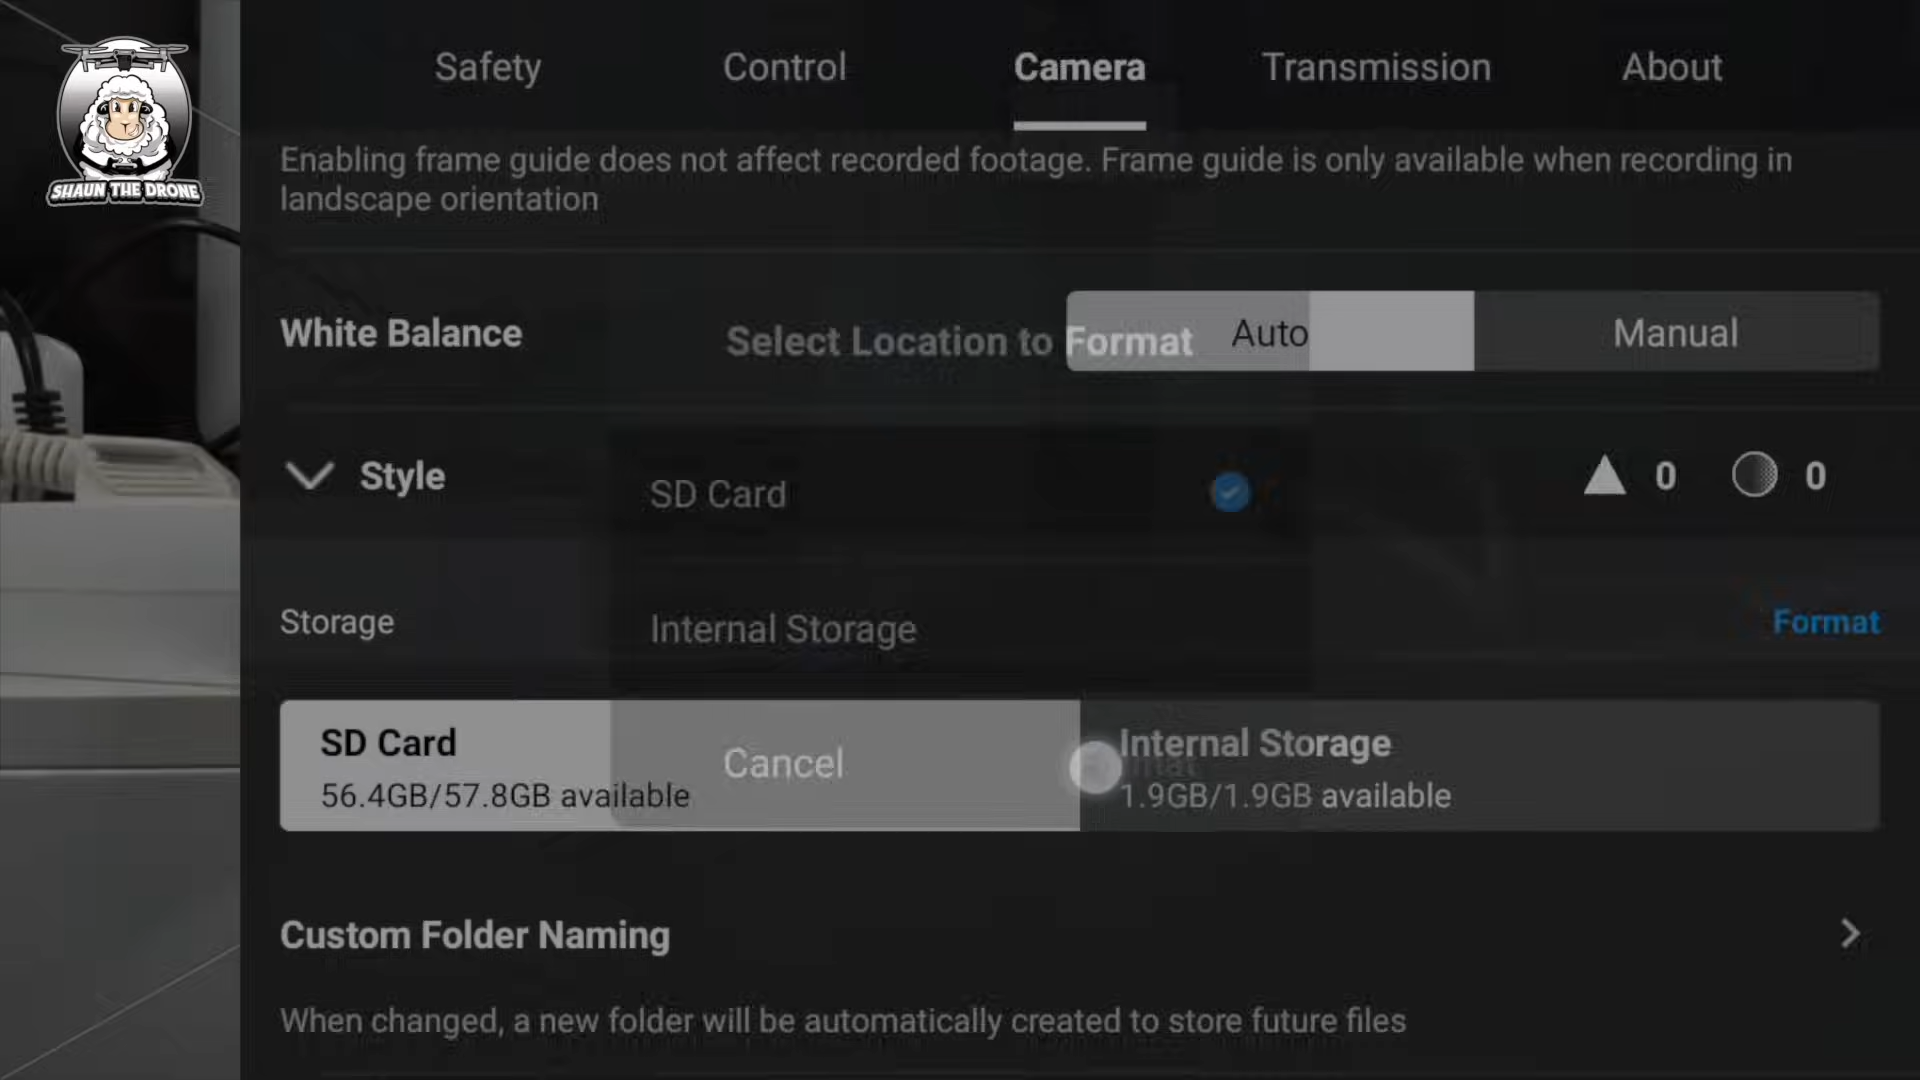 SHAUN THE DRONE
Safety
Control
Camera
Transmission
About
Enabling frame guide does not affect recorded footage. Frame guide is only available when recording in
landscape orientation
White Balance
Select Location to Format
Auto
Manual
Style
0
0
SD Card
Internal Storage
Storage
Format
SD Card
56.4GB/57.8GB available
Cancel
Internal Storage
1.9GB/1.9GB available
Custom Folder Naming
When changed, a new folder will be automatically created to store future files